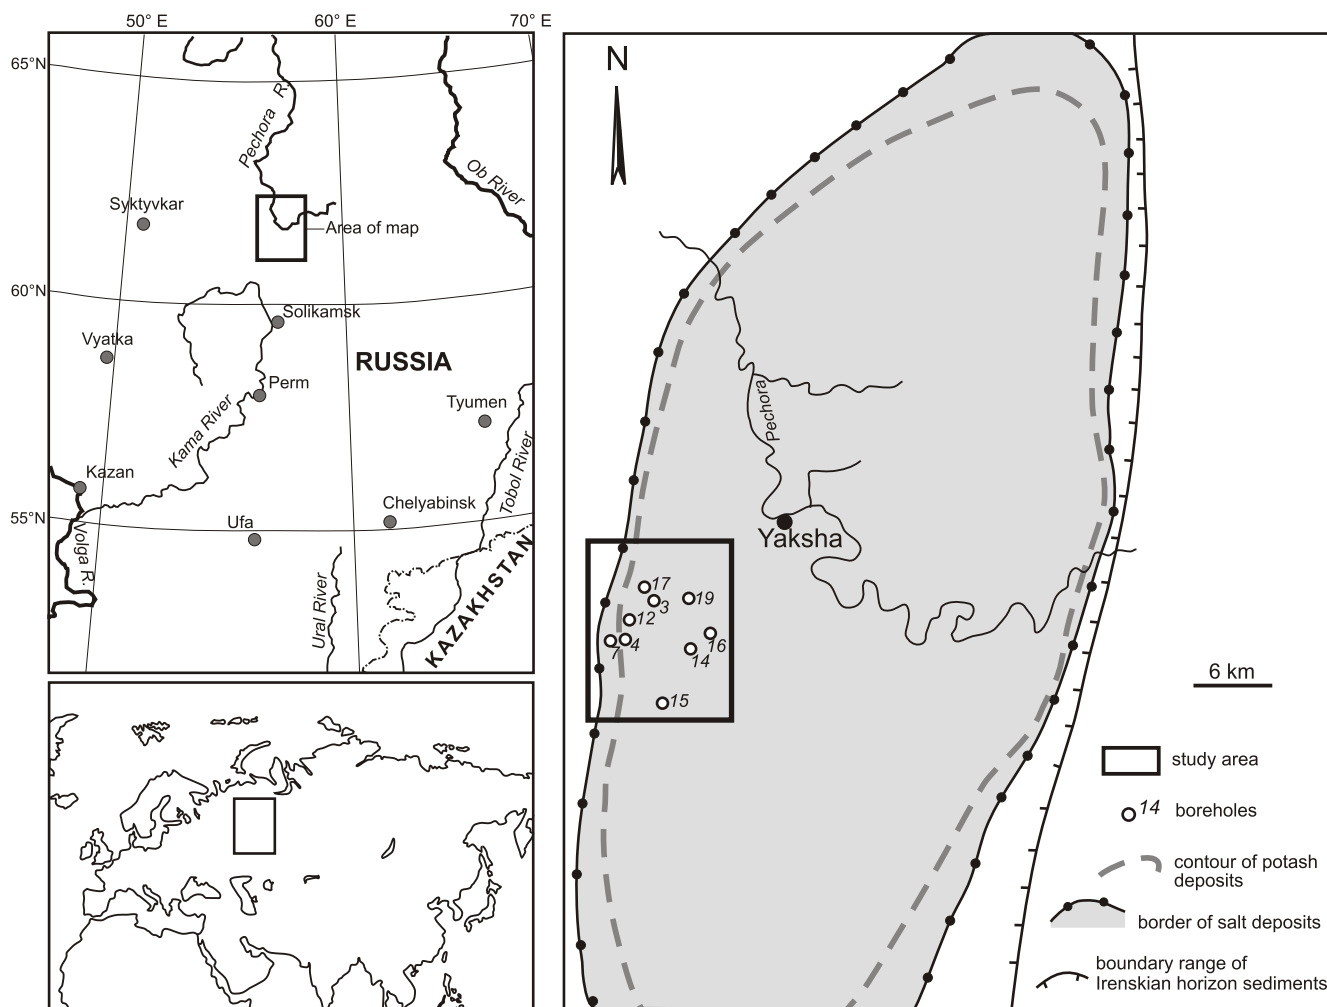 50° E
60° E
70° E
65°N
60°N
55°N
Pechora R.
Ob River
Syktyvkar
Area of map
Solikamsk
Vyatka
RUSSIA
Perm
Tyumen
Kama River
Kazan
Tobol River
Chelyabinsk
Ufa
Volga R.
Ural River
KAZAKHSTAN
N
Pechora
Yaksha
17
3
19
12
7
4
16
14
15
6 km
study area
14 boreholes
contour of potash
deposits
border of salt deposits
boundary range of
Irenskian horizon sediments